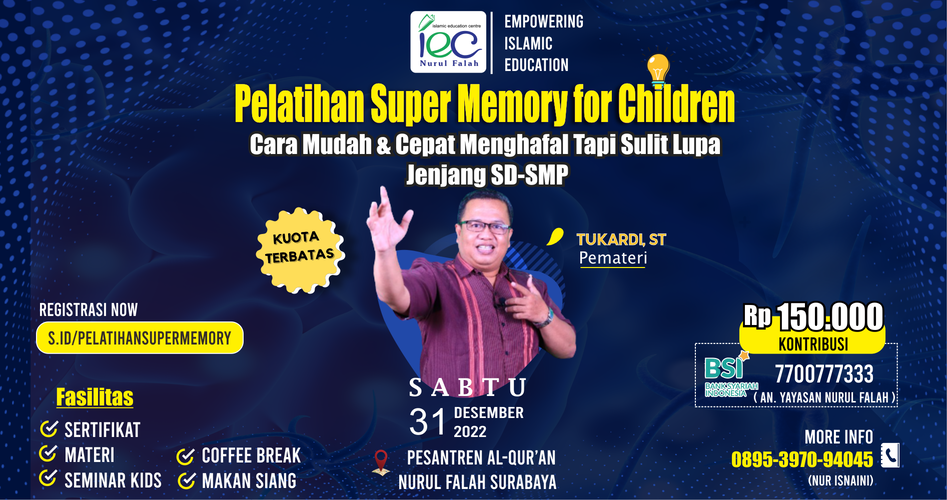 islamic education centre
iec
Nurul Falah
EMPOWERING
ISLAMIC
EDUCATION
Pelatihan Super Memory for Children
Cara Mudah & Cepat Menghafal Tapi Sulit Lupa
Jenjang SD-SMP
KUOTA
TERBATAS
TUKARDI, ST
Pemateri
REGISTRASI NOW
S.ID/PELATIHANSUPERMEMORY
Fasilitas
SERTIFIKAT
MATERI
SEMINAR KIDS
COFFEE BREAK
MAKAN SIANG
SABTU
31 DESEMBER
2022
PESANTREN AL-QUR'AN
NURUL FALAH SURABAYA
Rp 150.000
KONTRIBUSI
BSI
BANK SYARIAH
INDONESIA
7700777333
( AN. YAYASAN NURUL FALAH )
MORE INFO
0895-3970-94045
(NUR ISNAINI)